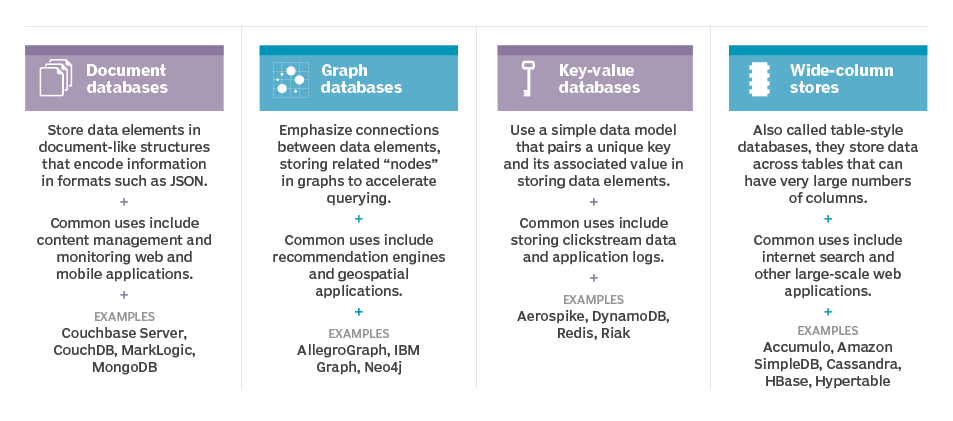 Document
databases
Store data elements in
document-like structures
that encode information
in formats such as JSON.
+
Common uses include
content management and
monitoring web and
mobile applications.
+
EXAMPLES
Couchbase Server,
CouchDB, MarkLogic,
MongoDB
Graph
databases
Emphasize connections
between data elements,
storing related “nodes”
in graphs to accelerate
querying.
+
Common uses include
recommendation engines
and geospatial
applications.
+
EXAMPLES
AllegroGraph, IBM
Graph, Neo4j
Key-value
databases
Use a simple data model
that pairs a unique key
and its associated value in
storing data elements.
+
Common uses include
storing clickstream data
and application logs.
+
EXAMPLES
Aerospike, DynamoDB,
Redis, Riak
Wide-column
stores
Also called table-style
databases, they store data
across tables that can
have very large numbers
of columns.
+
Common uses include
internet search and
other large-scale web
applications.
+
EXAMPLES
Accumulo, Amazon
SimpleDB, Cassandra,
HBase, Hypertable